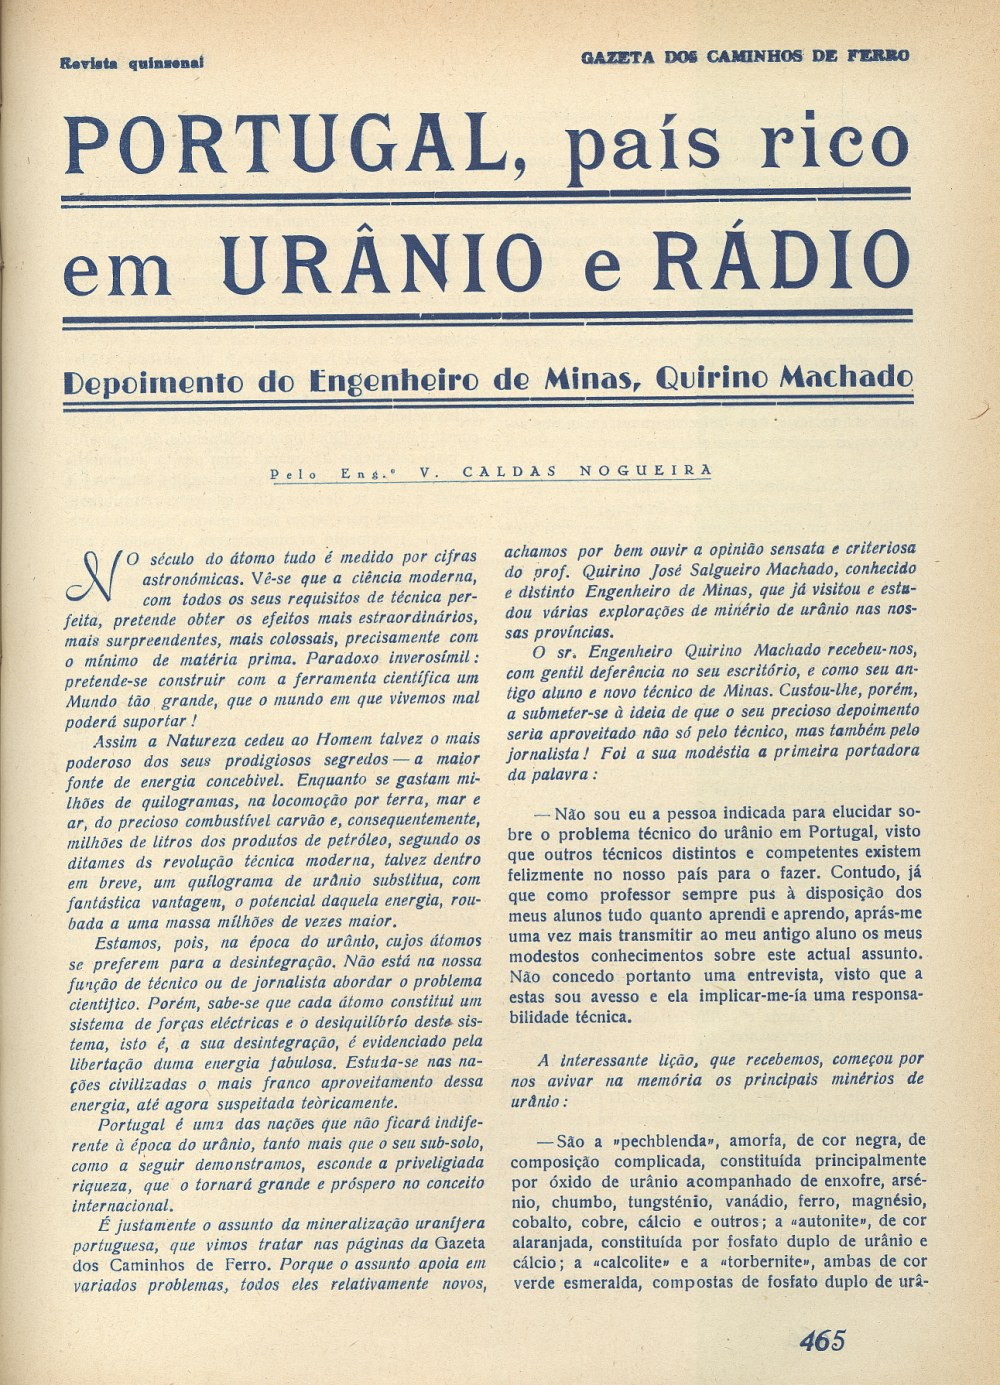 Revista quinzenal
GAZETA DOS CAMINHOS DE FERRO
PORTUGAL, país rico
em URÂNIO e RÁDIO
Depoimento do Engenheiro de Minas, Quirino Machado
Pelo Eng.º V. CALDAS NOGUEIRA
NO século do átomo tudo é medido por cifras
astronómicas. Vê-se que a ciência moderna,
com todos os seus requisitos de técnica per-
feita, pretende obter os efeitos mais estraordinários,
mais surpreendentes, mais colossais, precisamente com
o mínimo de matéria prima. Paradoxo inverosímil:
pretende-se construir com a ferramenta científica um
Mundo tão grande, que o mundo em que vivemos mal
poderá suportar!
Assim a Natureza cedeu ao Homem talvez o mais
poderoso dos seus prodigiosos segredos — a maior
fonte de energia concebivel. Enquanto se gastam mi-
lhões de quilogramas, na locomoção por terra, mar e
ar, do precioso combustível carvão e, consequentemente,
milhões de litros dos produtos de petróleo, segundo os
ditames ds revolução técnica moderna, talvez dentro
em breve, um quilograma de urânio substitua, com
fantástica vantagem, o potencial daquela energia, rou-
bada a uma massa milhões de vezes maior.
Estamos, pois, na época do urânio, cujos átomos
se preferem para a desintegração. Não está na nossa
função de técnico ou de jornalista abordar o problema
cientifico. Porém, sabe-se que cada átomo constitui um
sistema de forças eléctricas e o desiquilíbrio deste sis-
tema, isto é, a sua desintegração, é evidenciado pela
libertação duma energia fabulosa. Estuda-se nas na-
ções civilizadas o mais franco aproveitamento dessa
energia, até agora suspeitada teòricamente.
Portugal é uma das nações que não ficará indife-
rente à época do urânio, tanto mais que o seu sub-solo,
como a seguir demonstramos, esconde a priveligiada
riqueza, que o tornará grande e próspero no conceito
internacional.
É justamente o assunto da mineralização uranífera
portuguesa, que vimos tratar nas páginas da Gazeta
dos Caminhos de Ferro. Porque o assunto apoia em
variados problemas, todos eles relativamente novos,
achamos por bem ouvir a opinião sensata e criteriosa
do prof. Quirino José Salgueiro Machado, conhecido
e distinto Engenheiro de Minas, que já visitou e estu-
dou várias explorações de minério de urânio nas nos-
sas províncias.
O sr. Engenheiro Quirino Machado recebeu-nos,
com gentil deferência no seu escritório, e como seu an-
tigo aluno e novo técnico de Minas. Custou-lhe, porém,
a submeter-se à ideia de que o seu precioso depoimento
seria aproveitado não só pelo técnico, mas também pelo
jornalista! Foi a sua modéstia a primeira portadora
da palavra:
— Não sou eu a pessoa indicada para elucidar so-
bre o problema técnico do urânio em Portugal, visto
que outros técnicos distintos e competentes existem
felizmente no nosso país para o fazer. Contudo, já
que como professor sempre pus à disposição dos
meus alunos tudo quanto aprendi e aprendo, aprás-me
uma vez mais transmitir ao meu antigo aluno os meus
modestos conhecimentos sobre este actual assunto.
Não concedo portanto uma entrevista, visto que a
estas sou avesso e ela implicar-me-ía uma responsa-
bilidade técnica.
A interessante lição, que recebemos, começou por
nos avivar na memória os principais minérios de
urânio:
— São a «pechblenda», amorfa, de cor negra, de
composição complicada, constituída principalmente
por óxido de urânio acompanhado de enxofre, arsé-
nio, chumbo, tungsténio, vanádio, ferro, magnésio,
cobalto, cobre, cálcio e outros; a «autonite», de cor
alaranjada, constituída por fosfato duplo de urânio e
cálcio; a «calcolite» e a «torbernite», ambas de cor
verde esmeralda, compostas de fosfato duplo de urâ-
465